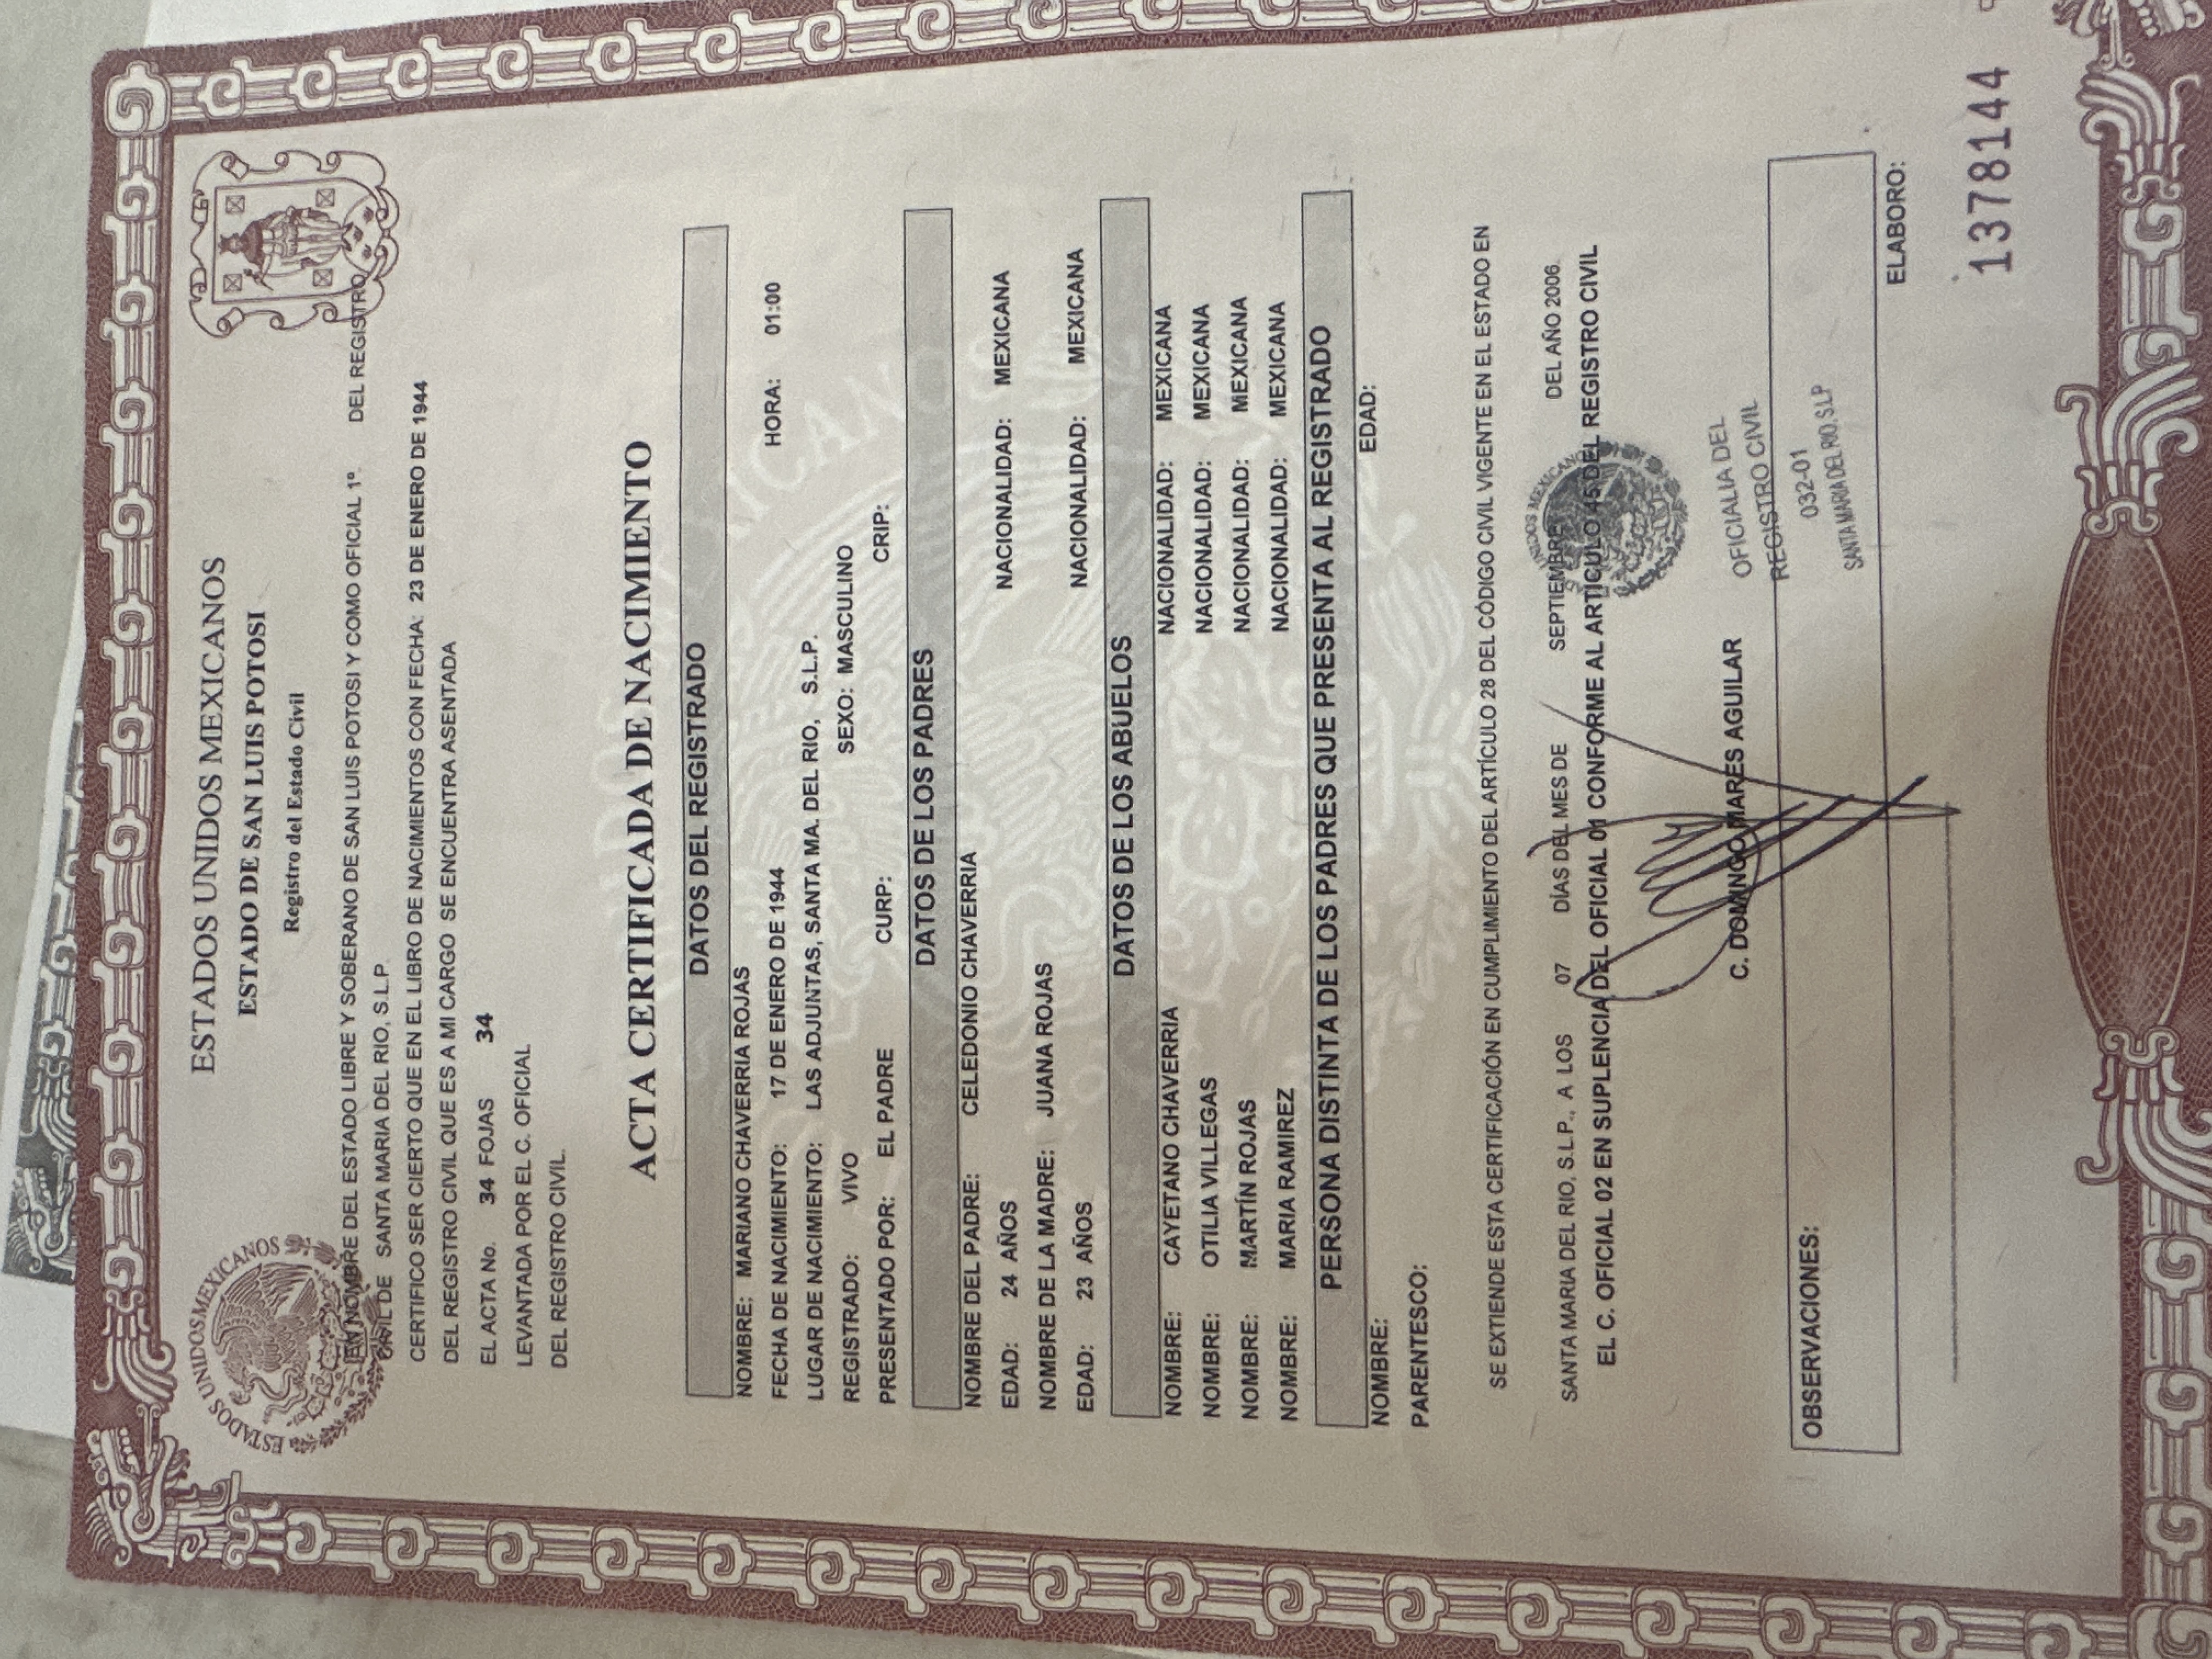 ESTADOS UNIDOS MEXICANOS
ESTADOS UNIDOS MEXICANOS
ESTADO DE SAN LUIS POTOSI
Registro del Estado Civil
EN NOMBRE DEL ESTADO LIBRE Y SOBERANO DE SAN LUIS POTOSI Y COMO OFICIAL 1º. DEL REGISTRO
CIVIL DE SANTA MARIA DEL RIO, S.L.P.
CERTIFICO SER CIERTO QUE EN EL LIBRO DE NACIMIENTOS CON FECHA: 23 DE ENERO DE 1944
DEL REGISTRO CIVIL QUE ES A MI CARGO SE ENCUENTRA ASENTADA
EL ACTA No. 34 FOJAS 34
LEVANTADA POR EL C. OFICIAL
DEL REGISTRO CIVIL.
ACTA CERTIFICADA DE NACIMIENTO
DATOS DEL REGISTRADO
NOMBRE: MARIANO CHAVERRIA ROJAS
FECHA DE NACIMIENTO: 17 DE ENERO DE 1944 HORA: 01:00
LUGAR DE NACIMIENTO: LAS ADJUNTAS, SANTA MA. DEL RIO, S.L.P.
REGISTRADO: VIVO SEXO: MASCULINO
PRESENTADO POR: EL PADRE CURP: CRIP:
DATOS DE LOS PADRES
NOMBRE DEL PADRE: CELEDONIO CHAVERRIA
EDAD: 24 AÑOS NACIONALIDAD: MEXICANA
NOMBRE DE LA MADRE: JUANA ROJAS
EDAD: 23 AÑOS NACIONALIDAD: MEXICANA
DATOS DE LOS ABUELOS
NOMBRE: CAYETANO CHAVERRIA NACIONALIDAD: MEXICANA
NOMBRE: OTILIA VILLEGAS NACIONALIDAD: MEXICANA
NOMBRE: MARTÍN ROJAS NACIONALIDAD: MEXICANA
NOMBRE: MARIA RAMIREZ NACIONALIDAD: MEXICANA
PERSONA DISTINTA DE LOS PADRES QUE PRESENTA AL REGISTRADO
NOMBRE: EDAD:
PARENTESCO:
SE EXTIENDE ESTA CERTIFICACIÓN EN CUMPLIMIENTO DEL ARTÍCULO 28 DEL CÓDIGO CIVIL VIGENTE EN EL ESTADO EN
SANTA MARIA DEL RIO, S.L.P., A LOS 07 DÍAS DEL MES DE SEPTIEMBRE DEL AÑO 2006
EL C. OFICIAL 02 EN SUPLENCIA DEL OFICIAL 01 CONFORME AL ARTICULO 45 DEL REGISTRO CIVIL
UNIDOS MEXICANOS
C. DOMINGO MARES AGUILAR
OFICIALIA DEL
REGISTRO CIVIL
032-01
SANTA MARIA DEL RIO, S.L.P
OBSERVACIONES:
ELABORO:
1378144